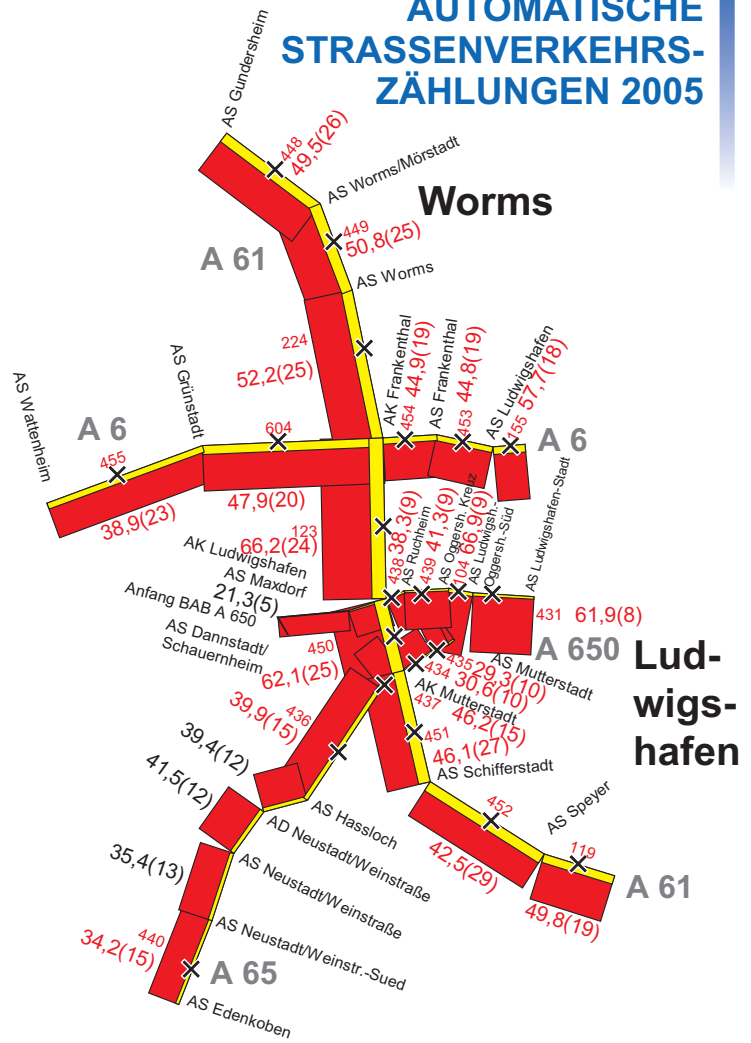 AUTOMATISCHE
STRASSENVERKEHRS-
ZÄHLUNGEN 2005
AS Gundersheim
448
49,5(26)
AS Worms/Mörstadt
Worms
449
50,8(25)
A 61
AS Worms
224
52,2(25)
AK Frankenthal
454 44,9(19)
AS Frankenthal
453 44,8(19)
AS Ludwigshafen
455 57,7(18)
A 6
AS Wattenheim
A 6
AS Grünstadt
455
604
38,9(23)
47,9(20)
123
66,2(24)
438 38,3(9)
AS Ruchheim
439 41,3(9)
AS Oggersh. Kreuz
104 66,9(9)
AS Ludwigsh.-
Oggersh.-Süd
AS Ludwigshafen-Stadt
431 61,9(8)
A 650
AK Ludwigshafen
AS Maxdorf
21,3(5)
Anfang BAB A 650
AS Dannstadt/
Schauernheim
450
62,1(25)
435 29,3(10)
AS Mutterstadt
434 30,6(10)
AK Mutterstadt
437 46,2(15)
451
46,1(27)
AS Schifferstadt
Lud-
wigs-
hafen
436
39,9(15)
39,4(12)
41,5(12)
AS Hassloch
AD Neustadt/Weinstraße
35,4(13)
AS Neustadt/Weinstraße
440
34,2(15)
AS Neustadt/Weinstr.-Sued
A 65
AS Edenkoben
452
42,5(29)
AS Speyer
119
49,8(19)
A 61